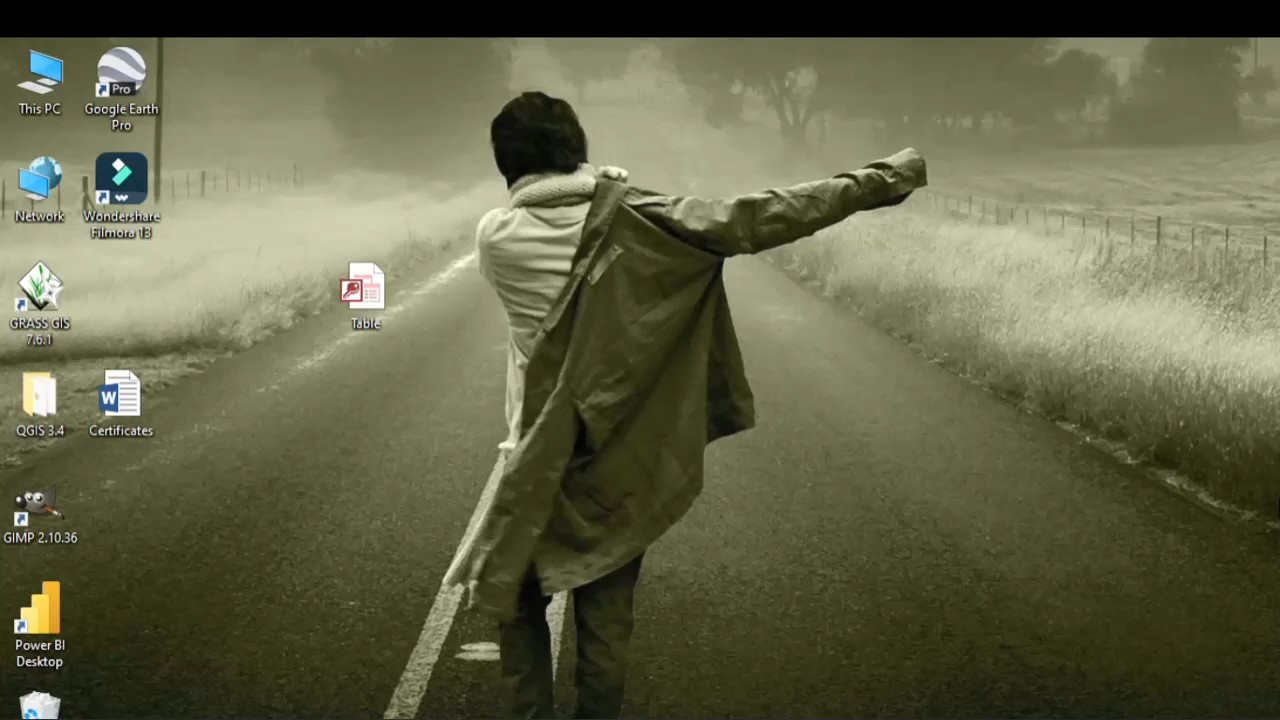 This PC
Google Earth
Pro
Network
Wondershare
Filmora 13
GRASS GIS
7.6.1
Table
QGIS 3.4
Certificates
GIMP 2.10.36
Power BI
Desktop